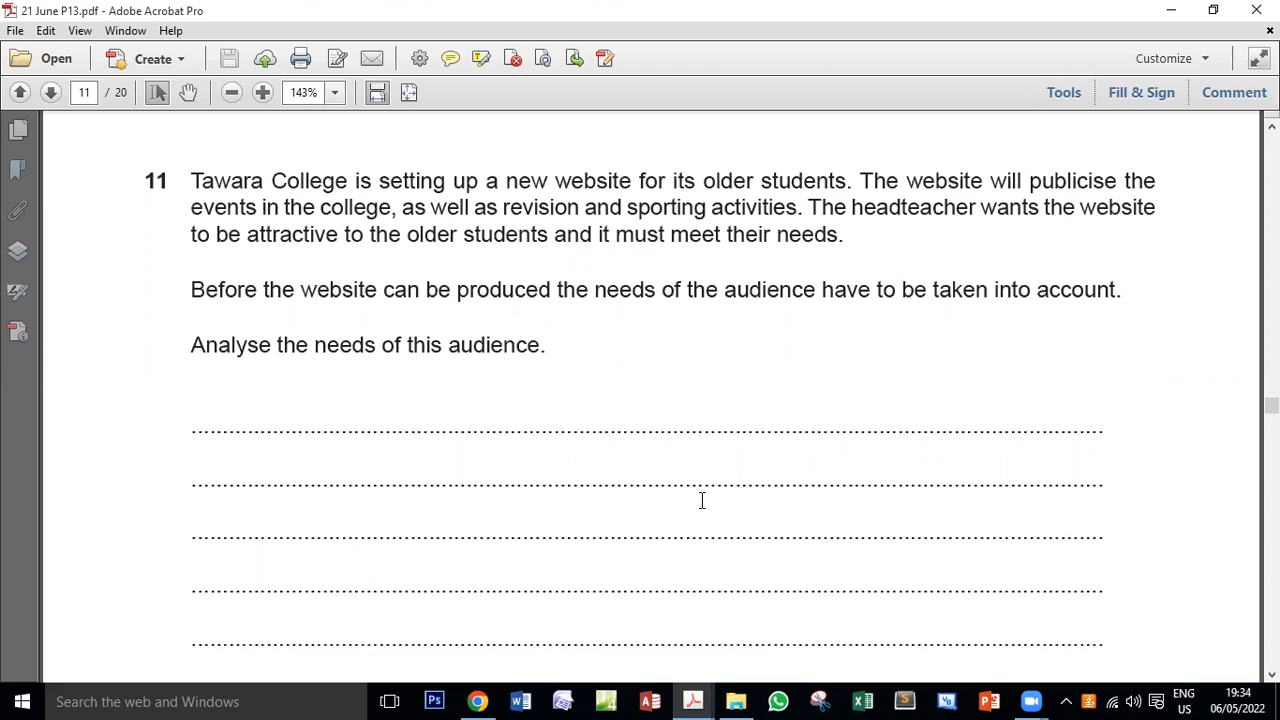 21 June P13.pdf - Adobe Acrobat Pro
File Edit View Window Help
Open Create Customize
11 / 20 143% Tools Fill & Sign Comment
11 Tawara College is setting up a new website for its older students. The website will publicise the
events in the college, as well as revision and sporting activities. The headteacher wants the website
to be attractive to the older students and it must meet their needs.
Before the website can be produced the needs of the audience have to be taken into account.
Analyse the needs of this audience.
Search the web and Windows
ENG 19:34
US 06/05/2022